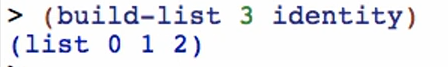 > (build-list 3 identity)
(list 0 1 2)